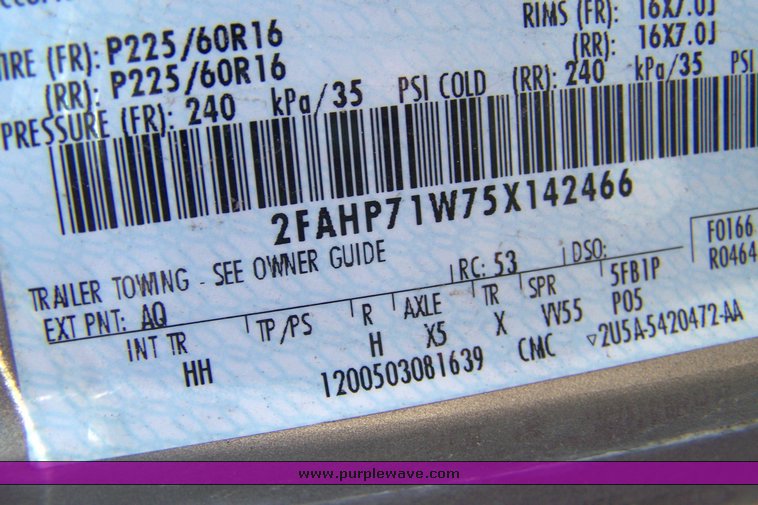 RIMS (FR): 16X7.0J
(RR): 16X7.0J
TIRE (FR): P225/60R16
(RR): P225/60R16
PRESSURE (FR): 240 kPa/35 PSI COLD (RR): 240 kPa/35 PSI
2FAHP71W75X142466
TRAILER TOWING - SEE OWNER GUIDE
RC: 53 DSO:
F0166
R0464
EXT PNT: AQ
INT TR TP/PS R AXLE TR SPR 5FB1P
HH H X5 X VV55 P05
1200503081639 CMC ▽2U5A-5420472-AA
www.purplewave.com